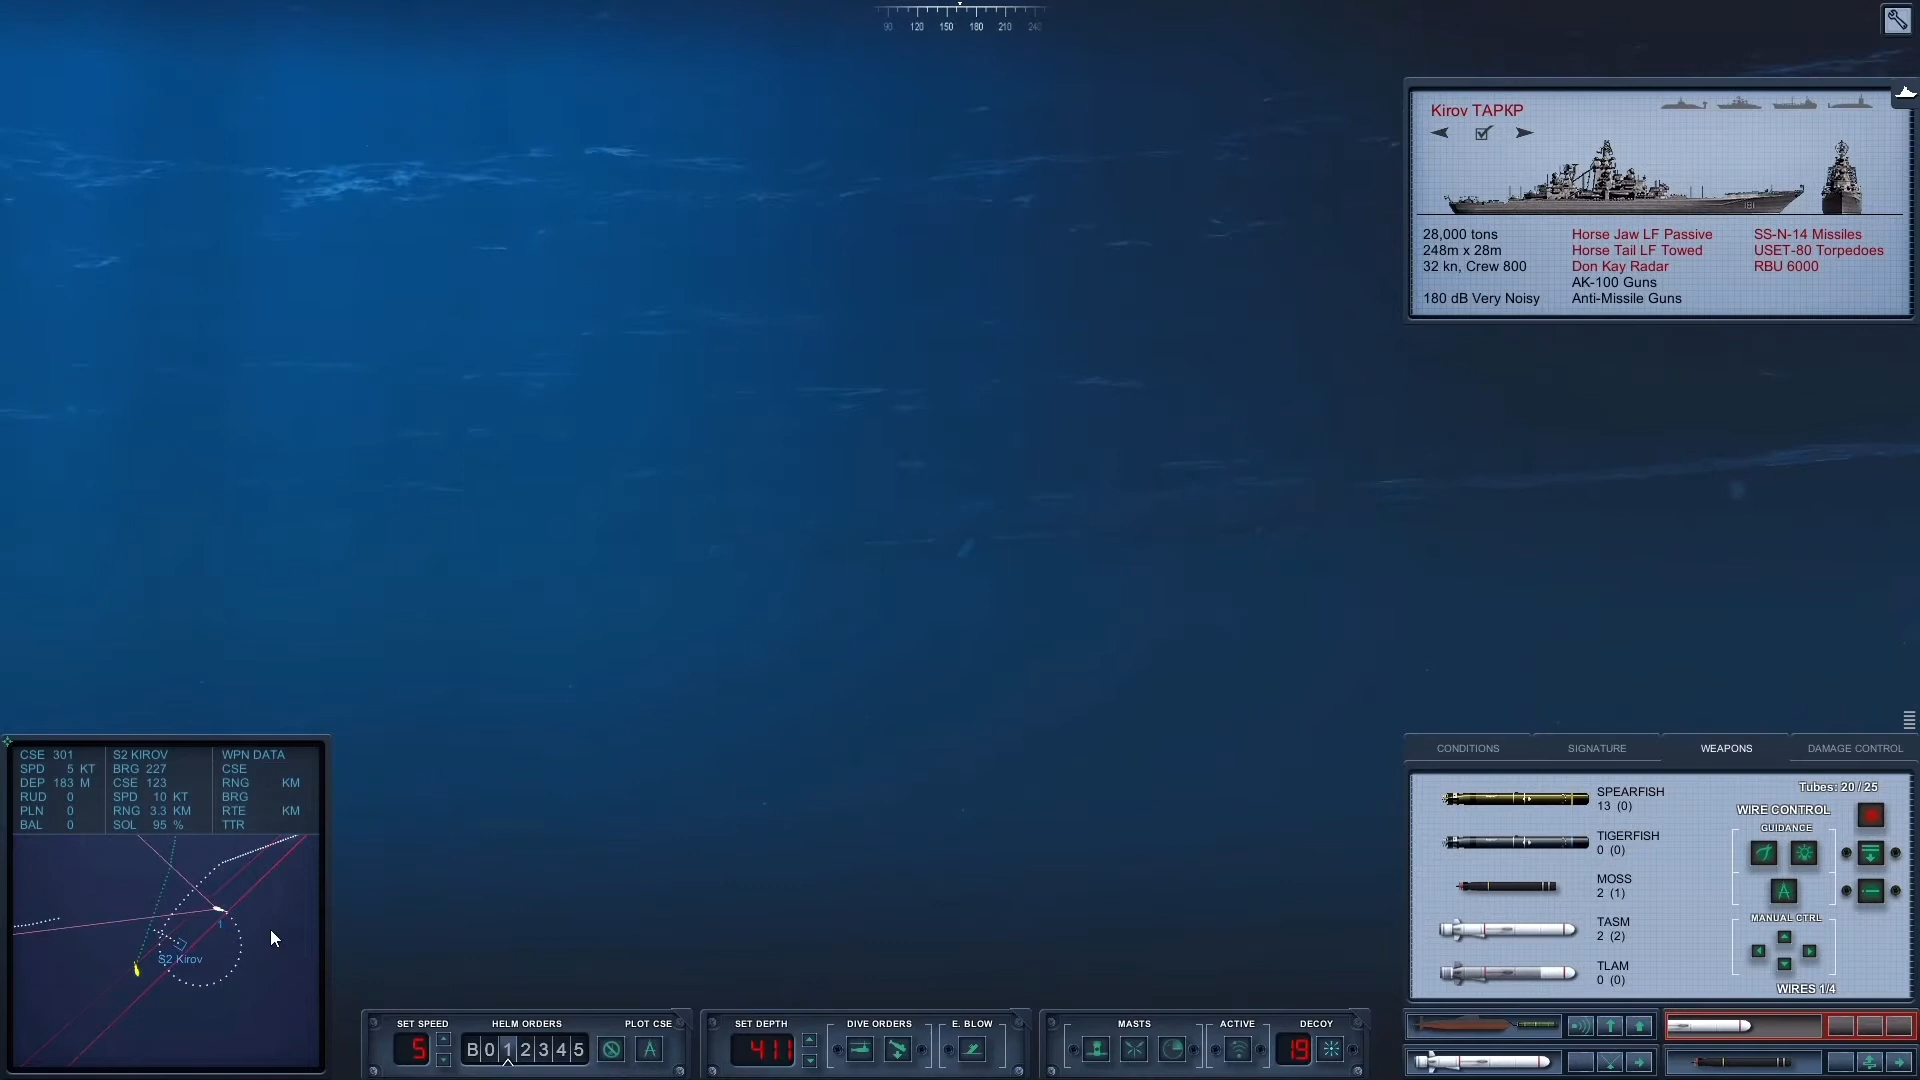 90 120 150 180 210 240
Kirov ТАРКР
28,000 tons
248m x 28m
32 kn, Crew 800
180 dB Very Noisy
Horse Jaw LF Passive
Horse Tail LF Towed
Don Kay Radar
AK-100 Guns
Anti-Missile Guns
SS-N-14 Missiles
USET-80 Torpedoes
RBU 6000
CSE 301
SPD 5 KT
DEP 183 M
RUD 0
PLN 0
BAL 0
S2 KIROV
BRG 227
CSE 123
SPD 10 KT
RNG 3.3 KM
SOL 95 %
WPN DATA
CSE
RNG KM
BRG
RTE KM
TTR
1
S2 Kirov
SET SPEED
5
HELM ORDERS
B 0 1 2 3 4 5
PLOT CSE
SET DEPTH
411
DIVE ORDERS
E. BLOW
MASTS
ACTIVE
DECOY
19
CONDITIONS
SIGNATURE
WEAPONS
DAMAGE CONTROL
SPEARFISH
13 (0)
TIGERFISH
0 (0)
MOSS
2 (1)
TASM
2 (2)
TLAM
0 (0)
Tubes: 20 / 25
WIRE CONTROL
GUIDANCE
MANUAL CTRL
WIRES 1/4